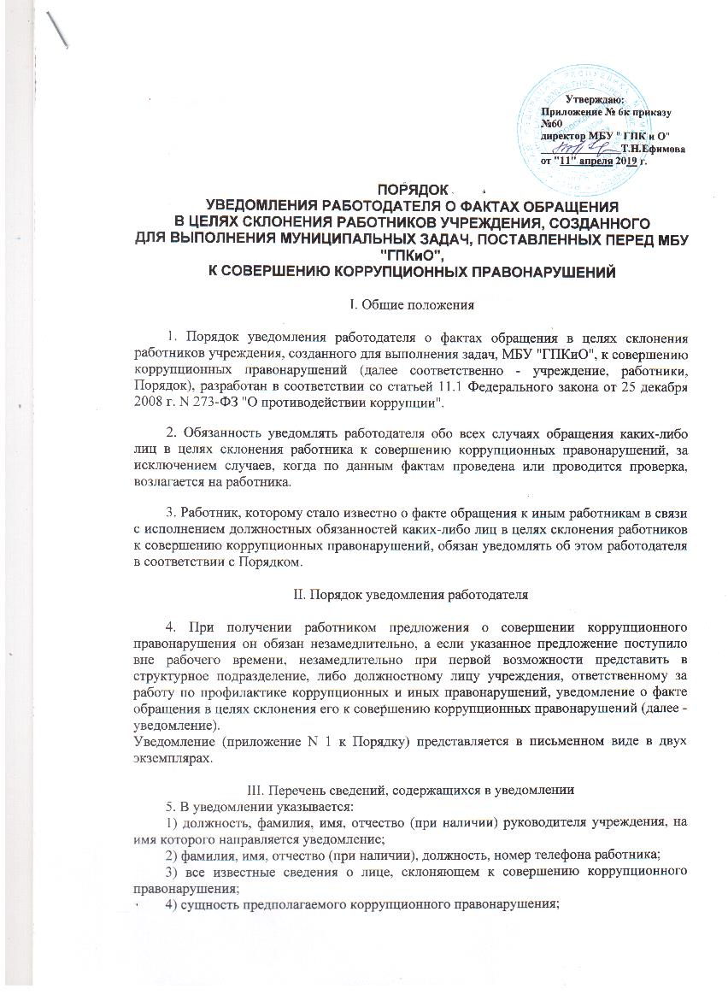 Утверждаю:
Приложение № 6к приказу
№60
директор МБУ " ГПК и О"
Т.Н.Ефимова
от "11" апреля 2019 г.
ПОРЯДОК
УВЕДОМЛЕНИЯ РАБОТОДАТЕЛЯ О ФАКТАХ ОБРАЩЕНИЯ
В ЦЕЛЯХ СКЛОНЕНИЯ РАБОТНИКОВ УЧРЕЖДЕНИЯ, СОЗДАННОГО
ДЛЯ ВЫПОЛНЕНИЯ МУНИЦИПАЛЬНЫХ ЗАДАЧ, ПОСТАВЛЕННЫХ ПЕРЕД МБУ
"ГПКиО",
К СОВЕРШЕНИЮ КОРРУПЦИОННЫХ ПРАВОНАРУШЕНИЙ
I. Общие положения
1. Порядок уведомления работодателя о фактах обращения в целях склонения
работников учреждения, созданного для выполнения задач, МБУ "ГПКиО", к совершению
коррупционных правонарушений (далее соответственно - учреждение, работники,
Порядок), разработан в соответствии со статьей 11.1 Федерального закона от 25 декабря
2008 г. N 273-ФЗ "О противодействии коррупции".
2. Обязанность уведомлять работодателя обо всех случаях обращения каких-либо
лиц в целях склонения работника к совершению коррупционных правонарушений, за
исключением случаев, когда по данным фактам проведена или проводится проверка,
возлагается на работника.
3. Работник, которому стало известно о факте обращения к иным работникам в связи
с исполнением должностных обязанностей каких-либо лиц в целях склонения работников
к совершению коррупционных правонарушений, обязан уведомлять об этом работодателя
в соответствии с Порядком.
II. Порядок уведомления работодателя
4. При получении работником предложения о совершении коррупционного
правонарушения он обязан незамедлительно, а если указанное предложение поступило
вне рабочего времени, незамедлительно при первой возможности представить в
структурное подразделение, либо должностному лицу учреждения, ответственному за
работу по профилактике коррупционных и иных правонарушений, уведомление о факте
обращения в целях склонения его к совершению коррупционных правонарушений (далее -
уведомление).
Уведомление (приложение N 1 к Порядку) представляется в письменном виде в двух
экземплярах.
III. Перечень сведений, содержащихся в уведомлении
5. В уведомлении указывается:
1) должность, фамилия, имя, отчество (при наличии) руководителя учреждения, на
имя которого направляется уведомление;
2) фамилия, имя, отчество (при наличии), должность, номер телефона работника;
3) все известные сведения о лице, склоняющем к совершению коррупционного
правонарушения;
4) сущность предполагаемого коррупционного правонарушения;